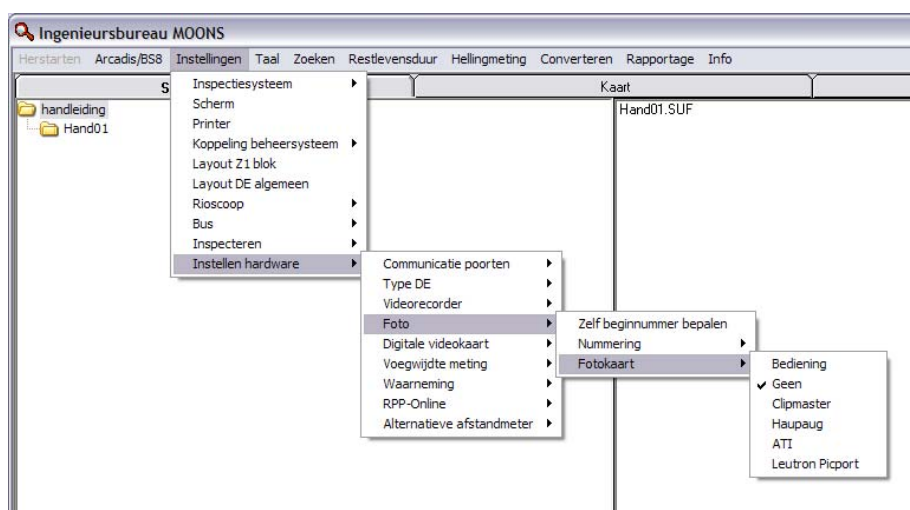 Ingenieursbureau MOONS
Herstarten Arcadis/BS8 Instellingen Taal Zoeken Restlevensduur Hellingmeting Converteren Rapportage Info
S
Kaart
handleiding
Hand01
Hand01.SUF
Inspectiesysteem
Scherm
Printer
Koppeling beheersysteem
Layout Z1 blok
Layout DE algemeen
Rioscoop
Bus
Inspecteren
Instellen hardware
Communicatie poorten
Type DE
Videorecorder
Foto
Digitale videokaart
Voegwijdte meting
Waarneming
RPP-Online
Alternatieve afstandmeter
Zelf beginnummer bepalen
Nummering
Fotokaart
Bediening
Geen
Clipmaster
Haupaug
ATI
Leutron Picport